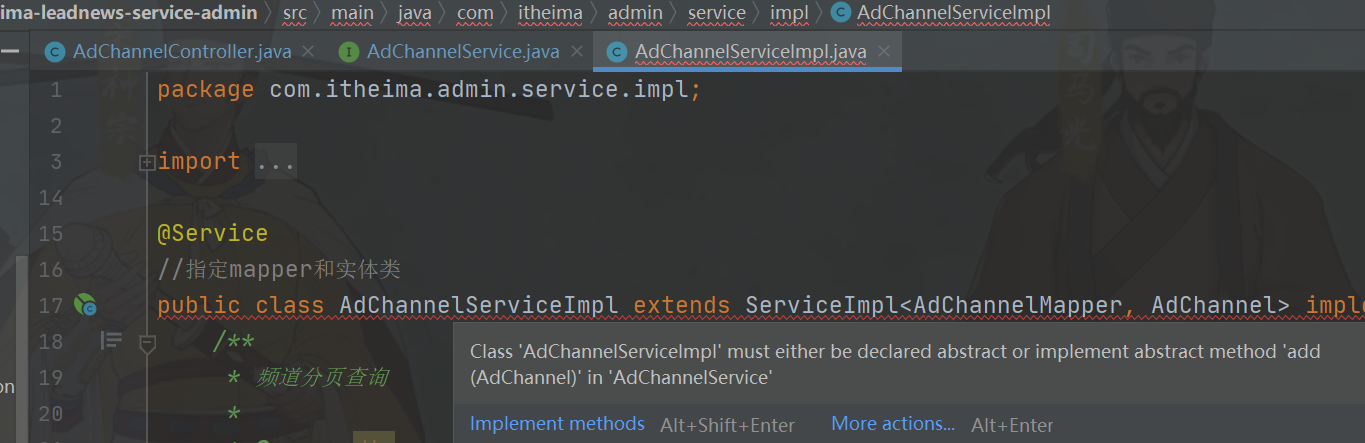 ima-leadnews-service-admin 〉 src 〉 main 〉 java 〉 com 〉 itheima 〉 admin 〉 service 〉 impl 〉 AdChannelServiceImpl
AdChannelController.java × AdChannelService.java × AdChannelServiceImpl.java ×
1 package com.itheima.admin.service.impl;
2
3 import ...
14
15 @Service
16 //指定mapper和实体类
17 public class AdChannelServiceImpl extends ServiceImpl<AdChannelMapper, AdChannel> imple
18 /**
Class 'AdChannelServiceImpl' must either be declared abstract or implement abstract method 'add
(AdChannel)' in 'AdChannelService'
19 * 频道分页查询
20 *
Implement methods Alt+Shift+Enter More actions... Alt+Enter
on
司马光